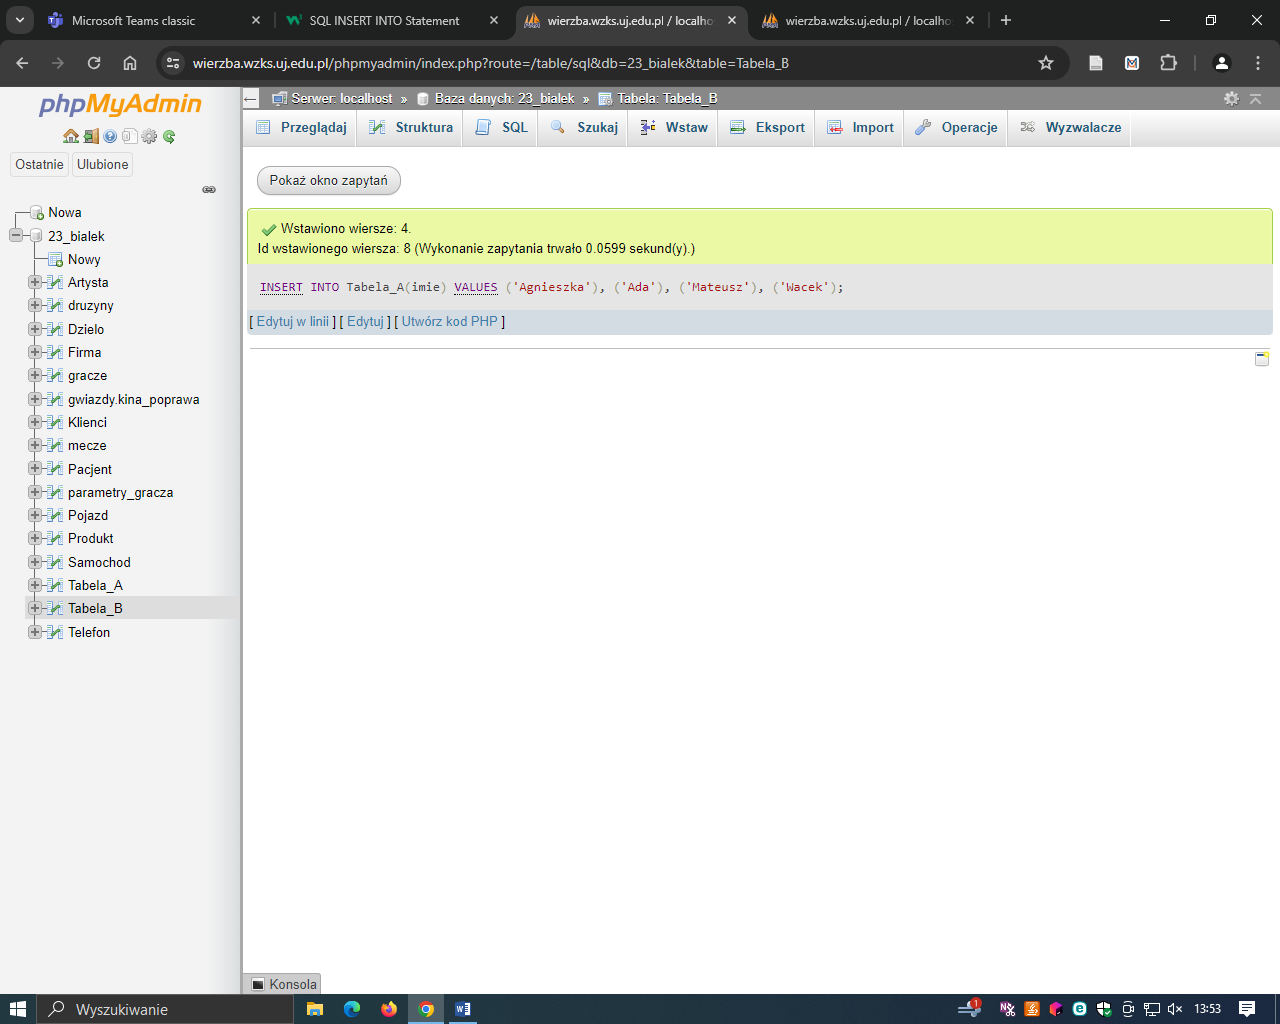 Microsoft Teams classic
SQL INSERT INTO Statement
wierzba.wzks.uj.edu.pl / localho
wierzba.wzks.uj.edu.pl / localho
wierzba.wzks.uj.edu.pl/phpmyadmin/index.php?route=/table/sql&db=23_bialek&table=Tabela_B
phpMyAdmin
Ostatnie
Ulubione
Nowa
23_bialek
Nowy
Artysta
druzyny
Dzielo
Firma
gracze
gwiazdy.kina_poprawa
Klienci
mecze
Pacjent
parametry_gracza
Pojazd
Produkt
Samochod
Tabela_A
Tabela_B
Telefon
Serwer: localhost » Baza danych: 23_bialek » Tabela: Tabela_B
Przeglądaj
Struktura
SQL
Szukaj
Wstaw
Eksport
Import
Operacje
Wyzwalacze
Pokaż okno zapytań
Wstawiono wiersze: 4.
Id wstawionego wiersza: 8 (Wykonanie zapytania trwało 0.0599 sekund(y).)
INSERT INTO Tabela_A(imie) VALUES ('Agnieszka'), ('Ada'), ('Mateusz'), ('Wacek');
[ Edytuj w linii ] [ Edytuj ] [ Utwórz kod PHP ]
Konsola
Wyszukiwanie
1
13:53